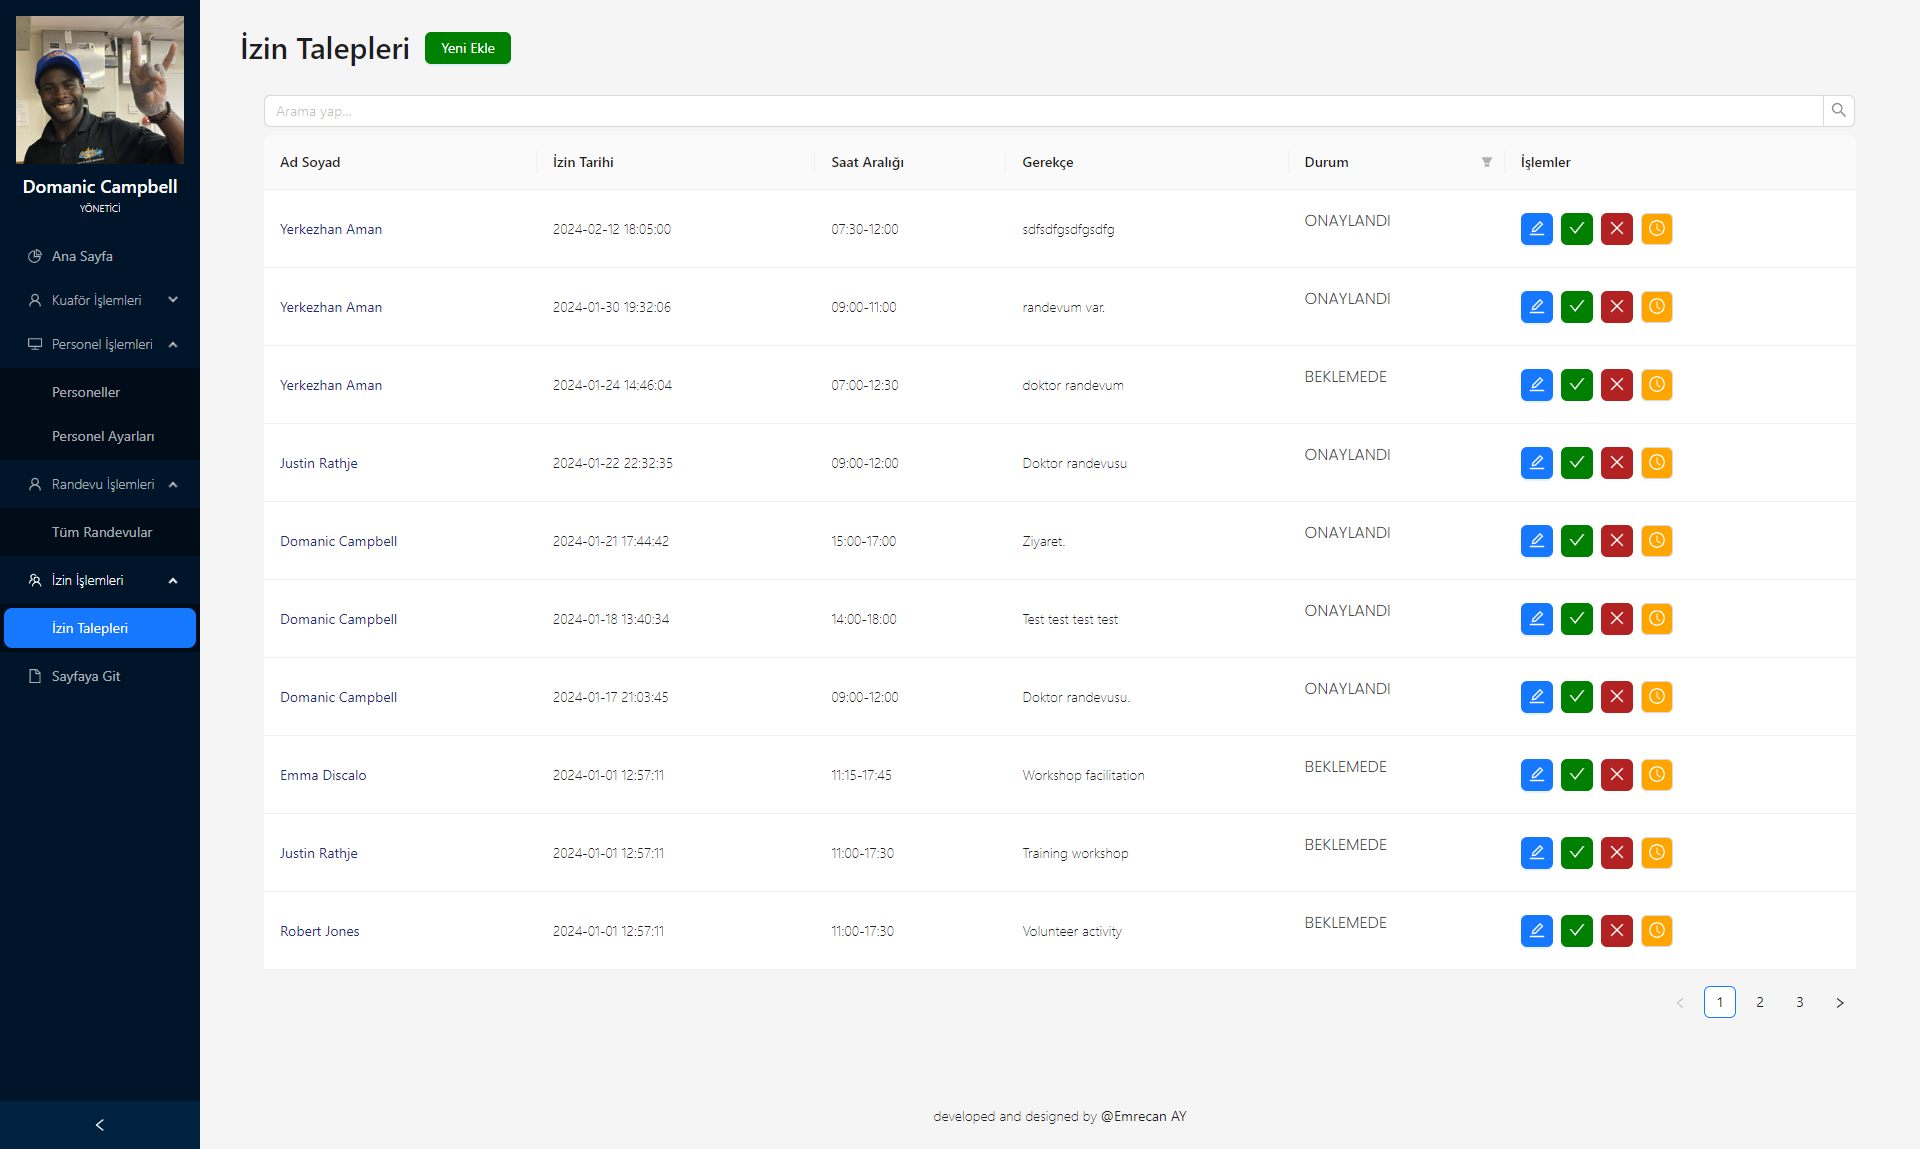 Domanic Campbell
YÖNETİCİ
Ana Sayfa
Kuaför İşlemleri
Personel İşlemleri
Personeller
Personel Ayarları
Randevu İşlemleri
Tüm Randevular
İzin İşlemleri
İzin Talepleri
Sayfaya Git
İzin Talepleri Yeni Ekle
Arama yap...
Ad Soyad İzin Tarihi Saat Aralığı Gerekçe Durum İşlemler
Yerkezhan Aman 2024-02-12 18:05:00 07:30-12:00 sdfsdfgsdfgsdfg ONAYLANDI
Yerkezhan Aman 2024-01-30 19:32:06 09:00-11:00 randevum var. ONAYLANDI
Yerkezhan Aman 2024-01-24 14:46:04 07:00-12:30 doktor randevum BEKLEMEDE
Justin Rathje 2024-01-22 22:32:35 09:00-12:00 Doktor randevusu ONAYLANDI
Domanic Campbell 2024-01-21 17:44:42 15:00-17:00 Ziyaret. ONAYLANDI
Domanic Campbell 2024-01-18 13:40:34 14:00-18:00 Test test test test ONAYLANDI
Domanic Campbell 2024-01-17 21:03:45 09:00-12:00 Doktor randevusu. ONAYLANDI
Emma Discalo 2024-01-01 12:57:11 11:15-17:45 Workshop facilitation BEKLEMEDE
Justin Rathje 2024-01-01 12:57:11 11:00-17:30 Training workshop BEKLEMEDE
Robert Jones 2024-01-01 12:57:11 11:00-17:30 Volunteer activity BEKLEMEDE
1 2 3
developed and designed by @Emrecan AY